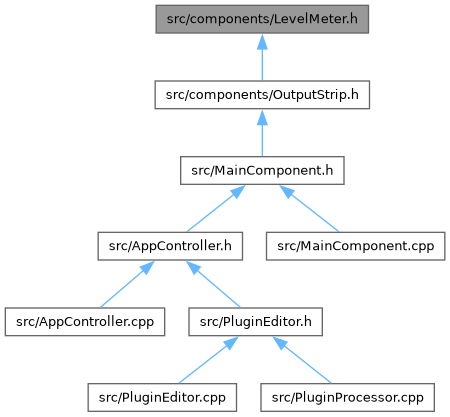 src/components/LevelMeter.h
src/components/OutputStrip.h
src/MainComponent.h
src/AppController.h
src/MainComponent.cpp
src/AppController.cpp
src/PluginEditor.h
src/PluginEditor.cpp
src/PluginProcessor.cpp